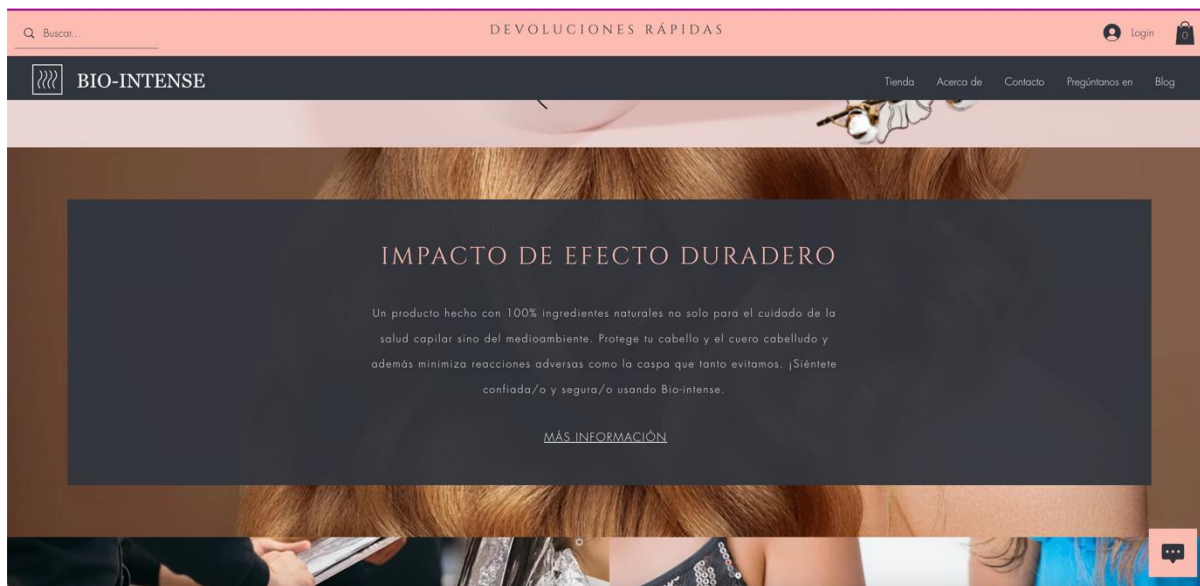 Buscar...
DEVOLUCIONES RÁPIDAS
Login
0
BIO-INTENSE
Tienda
Acerca de
Contacto
Pregúntanos en
Blog
IMPACTO DE EFECTO DURADERO
Un producto hecho con 100% ingredientes naturales no solo para el cuidado de la
salud capilar sino del medioambiente. Protege tu cabello y el cuero cabelludo y
además minimiza reacciones adversas como la caspa que tanto evitamos. ¡Siéntete
confiada/o y segura/o usando Bio-intense.
MÁS INFORMACIÓN